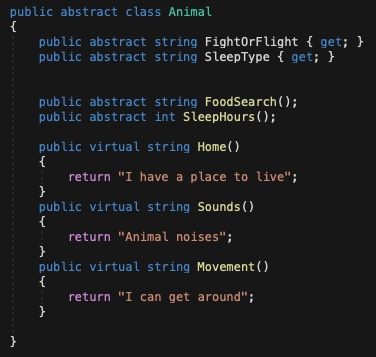 public abstract class Animal
{
public abstract string FightOrFlight { get; }
public abstract string SleepType { get; }
public abstract string FoodSearch();
public abstract int SleepHours();
public virtual string Home()
{
return "I have a place to live";
}
public virtual string Sounds()
{
return "Animal noises";
}
public virtual string Movement()
{
return "I can get around";
}
}